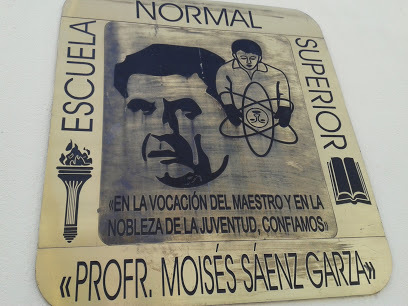 ESCUELA
NORMAL
SUPERIOR
«EN LA VOCACIÓN DEL MAESTRO Y EN LA
NOBLEZA DE LA JUVENTUD, CONFIAMOS»
«PROFR. MOISÉS SÁENZ GARZA»